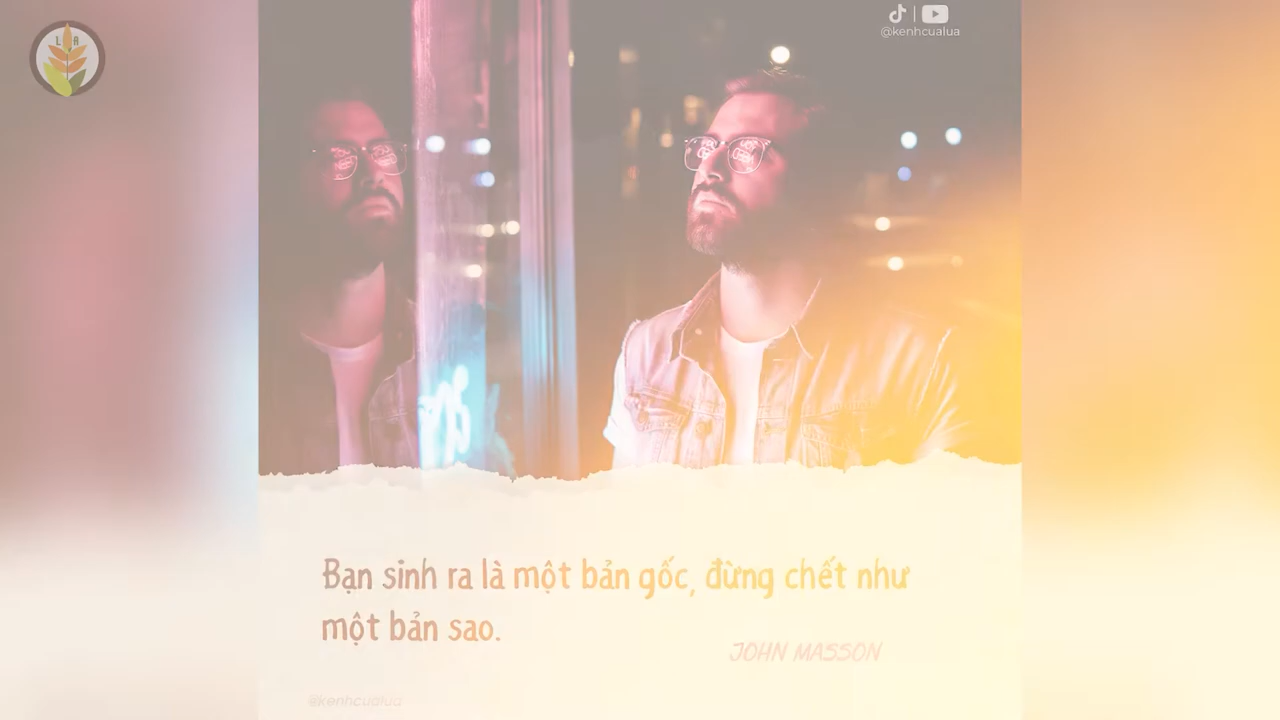 L A
@kenhcualua
Bạn sinh ra là một bản gốc, đừng chết như
một bản sao.
JOHN MASSON
@kenhcualua